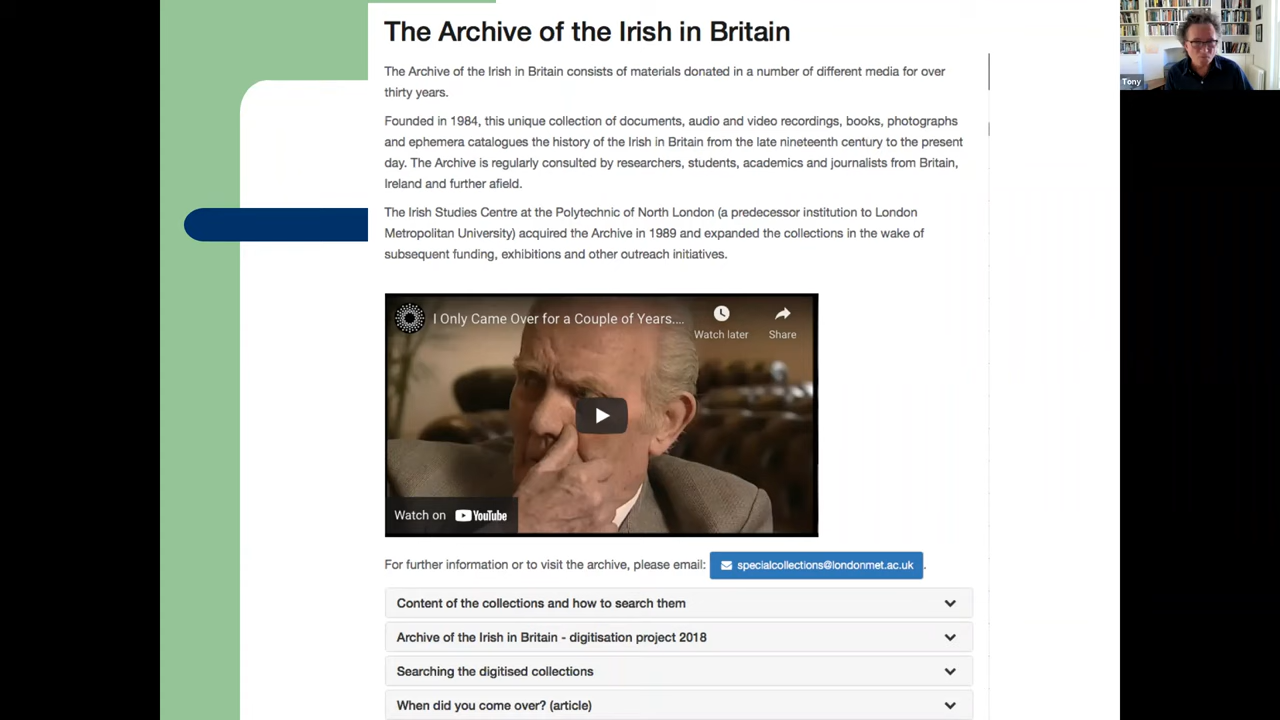 The Archive of the Irish in Britain
The Archive of the Irish in Britain consists of materials donated in a number of different media for over
thirty years.
Founded in 1984, this unique collection of documents, audio and video recordings, books, photographs
and ephemera catalogues the history of the Irish in Britain from the late nineteenth century to the present
day. The Archive is regularly consulted by researchers, students, academics and journalists from Britain,
Ireland and further afield.
The Irish Studies Centre at the Polytechnic of North London (a predecessor institution to London
Metropolitan University) acquired the Archive in 1989 and expanded the collections in the wake of
subsequent funding, exhibitions and other outreach initiatives.
I Only Came Over for a Couple of Years....
Watch later
Share
Watch on YouTube
For further information or to visit the archive, please email: specialcollections@londonmet.ac.uk.
Content of the collections and how to search them
Archive of the Irish in Britain - digitisation project 2018
Searching the digitised collections
When did you come over? (article)
Tony